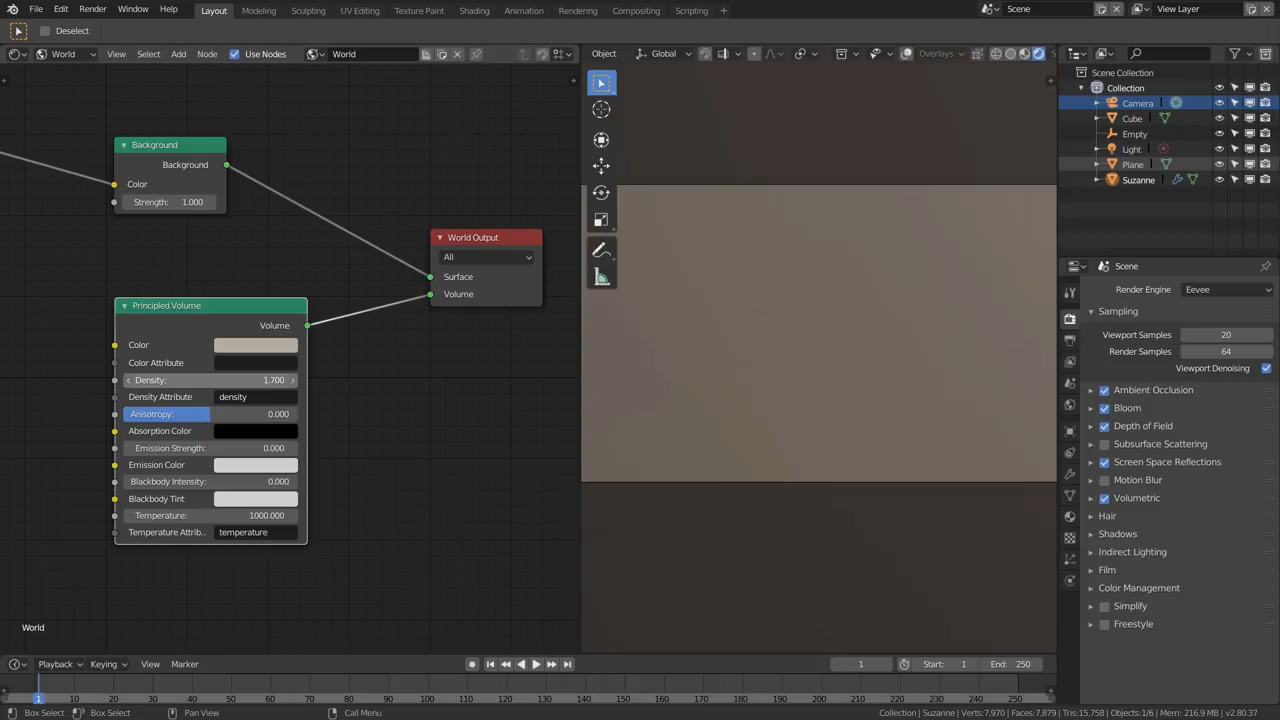 File Edit Render Window Help Layout Modeling Sculpting UV Editing Texture Paint Shading Animation Rendering Compositing Scripting + Scene View Layer
Deselect
World View Select Add Node Use Nodes World Object Global Overlays S
Scene Collection
Collection
Camera
Cube
Empty
Light
Plane
Suzanne
Background
Background
Color
Strength: 1.000
World Output
All
Surface
Volume
Principled Volume
Volume
Color
Color Attribute
Density: 1.700
Density Attribute density
Anisotropy: 0.000
Absorption Color
Emission Strength: 0.000
Emission Color
Blackbody Intensity: 0.000
Blackbody Tint
Temperature: 1000.000
Temperature Attrib.. temperature
World
Scene
Render Engine Eevee
Sampling
Viewport Samples 20
Render Samples 64
Viewport Denoising
Ambient Occlusion
Bloom
Depth of Field
Subsurface Scattering
Screen Space Reflections
Motion Blur
Volumetric
Hair
Shadows
Indirect Lighting
Film
Color Management
Simplify
Freestyle
Playback Keying View Marker 1 Start: 1 End: 250
1 10 20 30 40 50 60 70 80 90 100 110 120 130 140 150 160 170 180 190 200 210 220 230 240 250
Box Select Box Select Pan View Call Menu Collection | Suzanne | Verts:7,970 | Faces:7,879 | Tris:15,758 | Objects:1/6 | Mem: 216.9 MB | v2.80.37